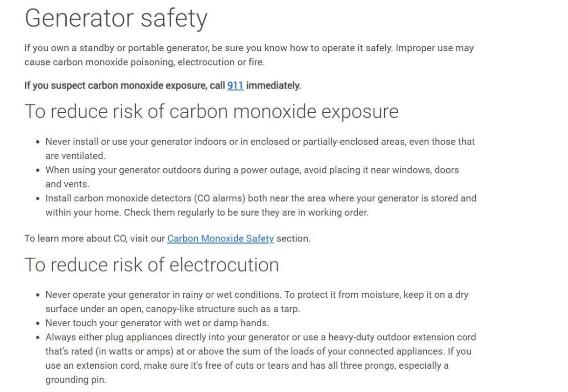 Generator safety
If you own a standby or portable generator, be sure you know how to operate it safely. Improper use may
cause carbon monoxide poisoning, electrocution or fire.
If you suspect carbon monoxide exposure, call 911 immediately.
To reduce risk of carbon monoxide exposure
• Never install or use your generator indoors or in enclosed or partially-enclosed areas, even those that
are ventilated.
• When using your generator outdoors during a power outage, avoid placing it near windows, doors
and vents.
• Install carbon monoxide detectors (CO alarms) both near the area where your generator is stored and
within your home. Check them regularly to be sure they are in working order.
To learn more about CO, visit our Carbon Monoxide Safety section.
To reduce risk of electrocution
• Never operate your generator in rainy or wet conditions. To protect it from moisture, keep it on a dry
surface under an open, canopy-like structure such as a tarp.
• Never touch your generator with wet or damp hands.
• Always either plug appliances directly into your generator or use a heavy-duty outdoor extension cord
that's rated (in watts or amps) at or above the sum of the loads of your connected appliances. If you
use an extension cord, make sure it's free of cuts or tears and has all three prongs, especially a
grounding pin.